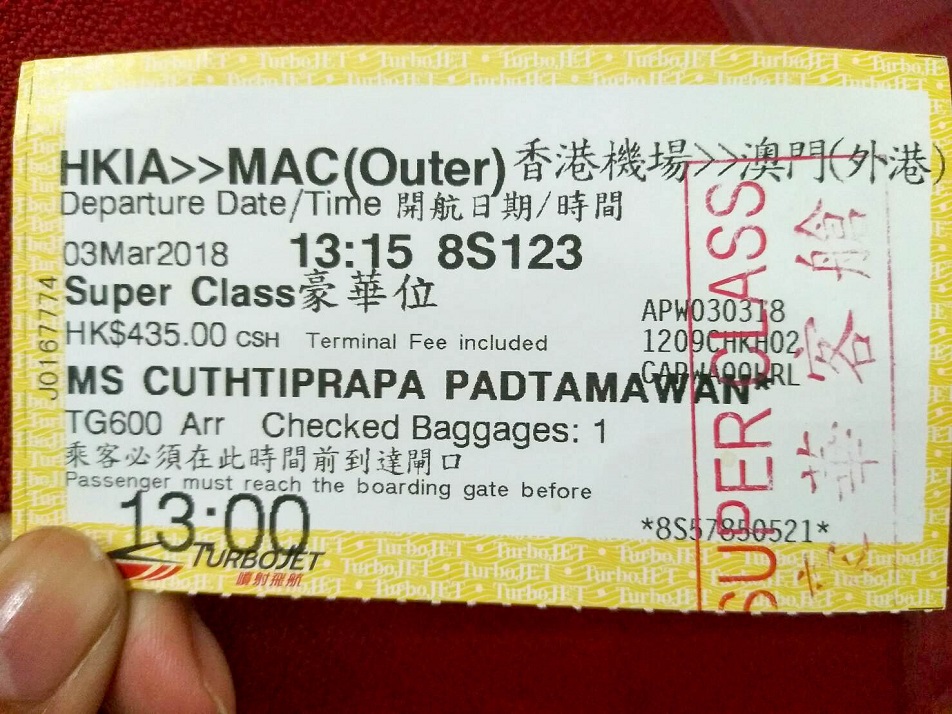 HKIA>>MAC(Outer) 香港機場>>澳門(外港)
Departure Date/Time 開航日期/時間
03Mar2018 13:15 8S123
Super Class豪華位
HK$435.00 CSH Terminal Fee included
APW030318
1209CHKH02
MS CUTHTIPRAPA PADTAMAWAN*
TG600 Arr Checked Baggages: 1
乘客必須在此時間前到達閘口
Passenger must reach the boarding gate before
13:00
*8S57850521*
TURBOJET
噴射飛航
J01677774
SUPER CLASS
客艙